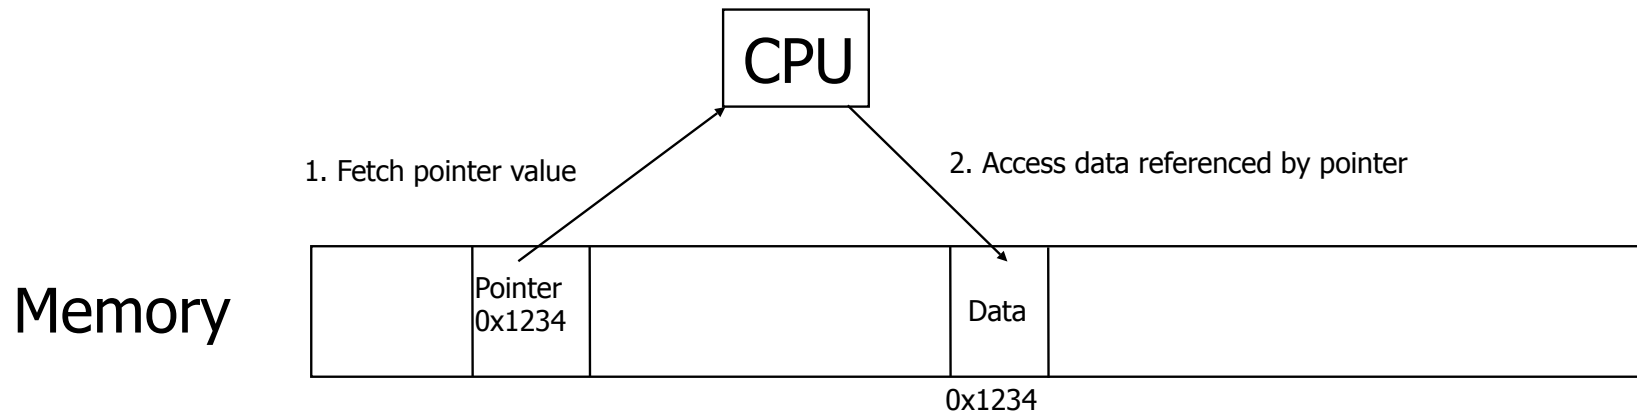 CPU
1. Fetch pointer value
2. Access data referenced by pointer
Memory
Pointer
0x1234
Data
0x1234